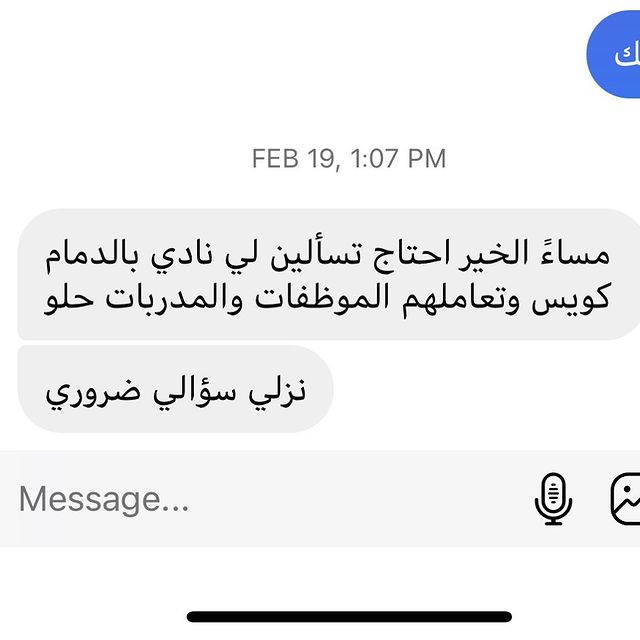 FEB 19, 1:07 PM
مساءً الخير احتاج تسألين لي نادي بالدمام
كويس وتعاملهم الموظفات والمدربات حلو
نزلي سؤالي ضروري
Message...